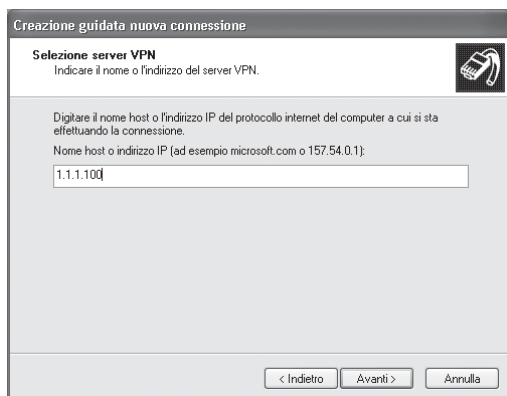 Creazione guidata nuova connessione
Selezione server VPN
Indicare il nome o l'indirizzo del server VPN.
Digitare il nome host o l'indirizzo IP del protocollo internet del computer a cui si sta
effettuando la connessione.
Nome host o indirizzo IP (ad esempio microsoft.com o 157.54.0.1):
1.1.1.100
< Indietro Avanti > Annulla